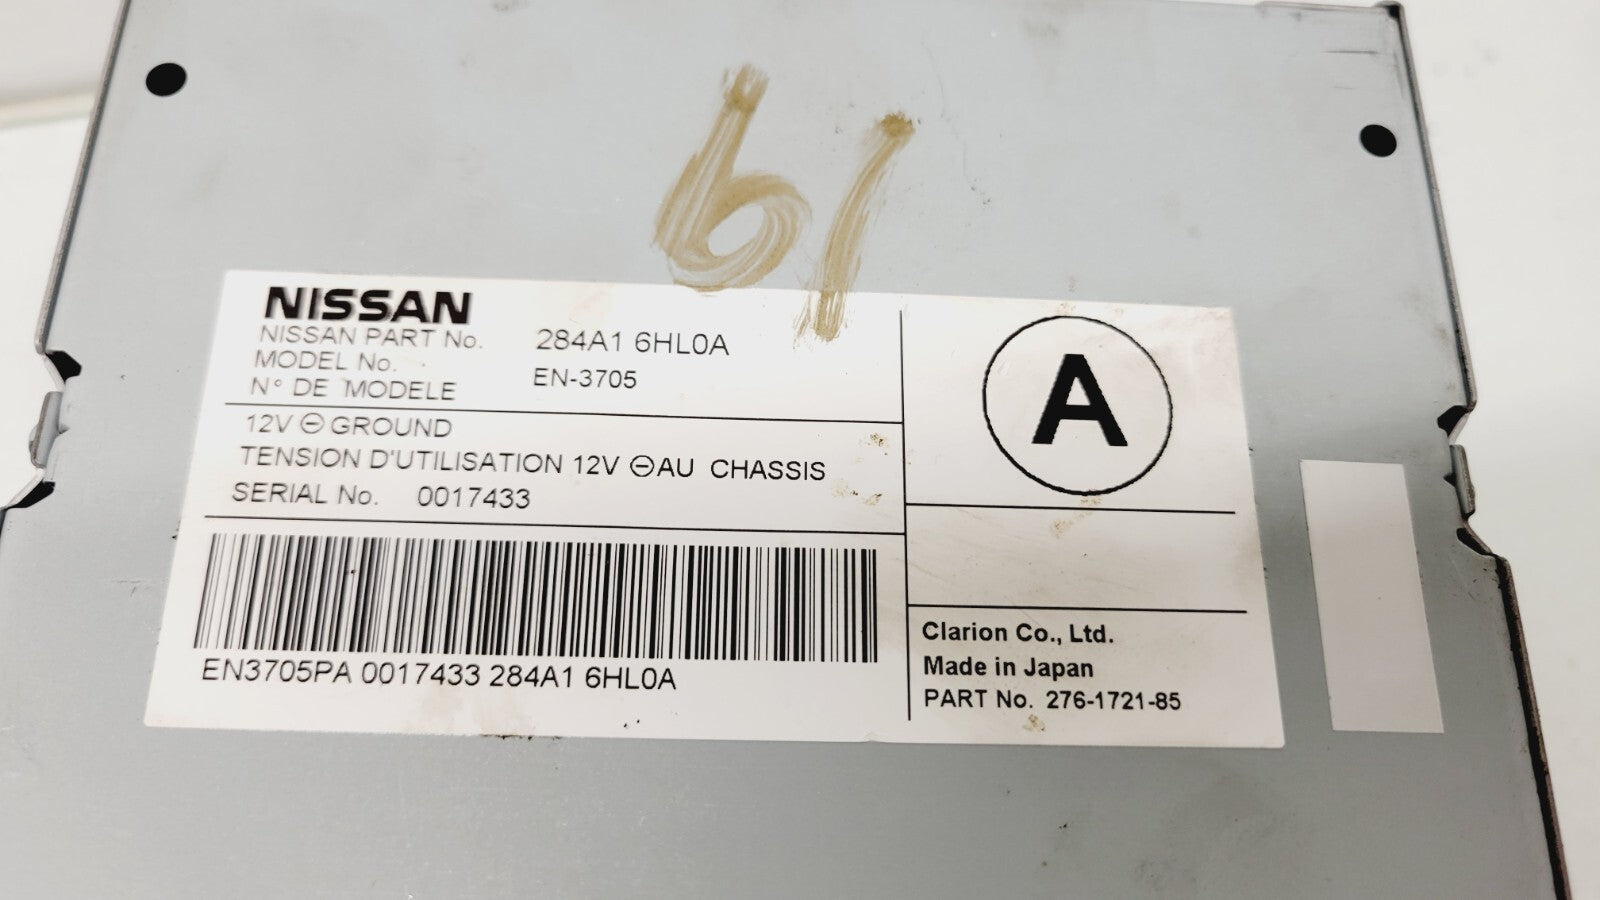 61
NISSAN
NISSAN PART No. 284A1 6HL0A
MODEL No.
N° DE MODELE EN-3705
12V ⊖ GROUND
TENSION D'UTILISATION 12V ⊖ AU CHASSIS
SERIAL No. 0017433
EN3705PA 0017433 284A1 6HL0A
A
Clarion Co., Ltd.
Made in Japan
PART No. 276-1721-85